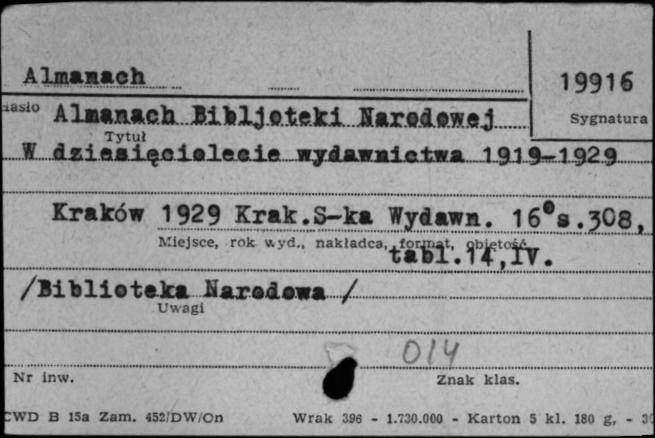 Almanach
19916
Hasło Almanach Bibljoteki Narodowej
Sygnatura
Tytuł
W dziesięciolecie wydawnictwa 1919-1929
Kraków 1929 Krak.S-ka Wydawn. 16° s.308,
Miejsce, rok wyd., nakładca, format, objętość
tabl.14,IV.
/Biblioteka Narodowa /
Uwagi
014
Nr inw.
Znak klas.
CWD B 15a Zam. 452/DW/On Wrak 396 - 1.730.000 - Karton 5 kl. 180 g, -